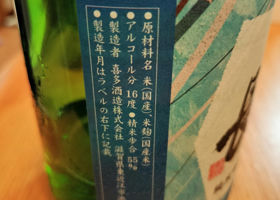 ●原材料名 米(国産)、米麹(国産米)
●アルコール分 16度 ●精米歩合 55%
●製造者 喜多酒造株式会社 滋賀県東近江市
●製造年月はラベルの右下に記載